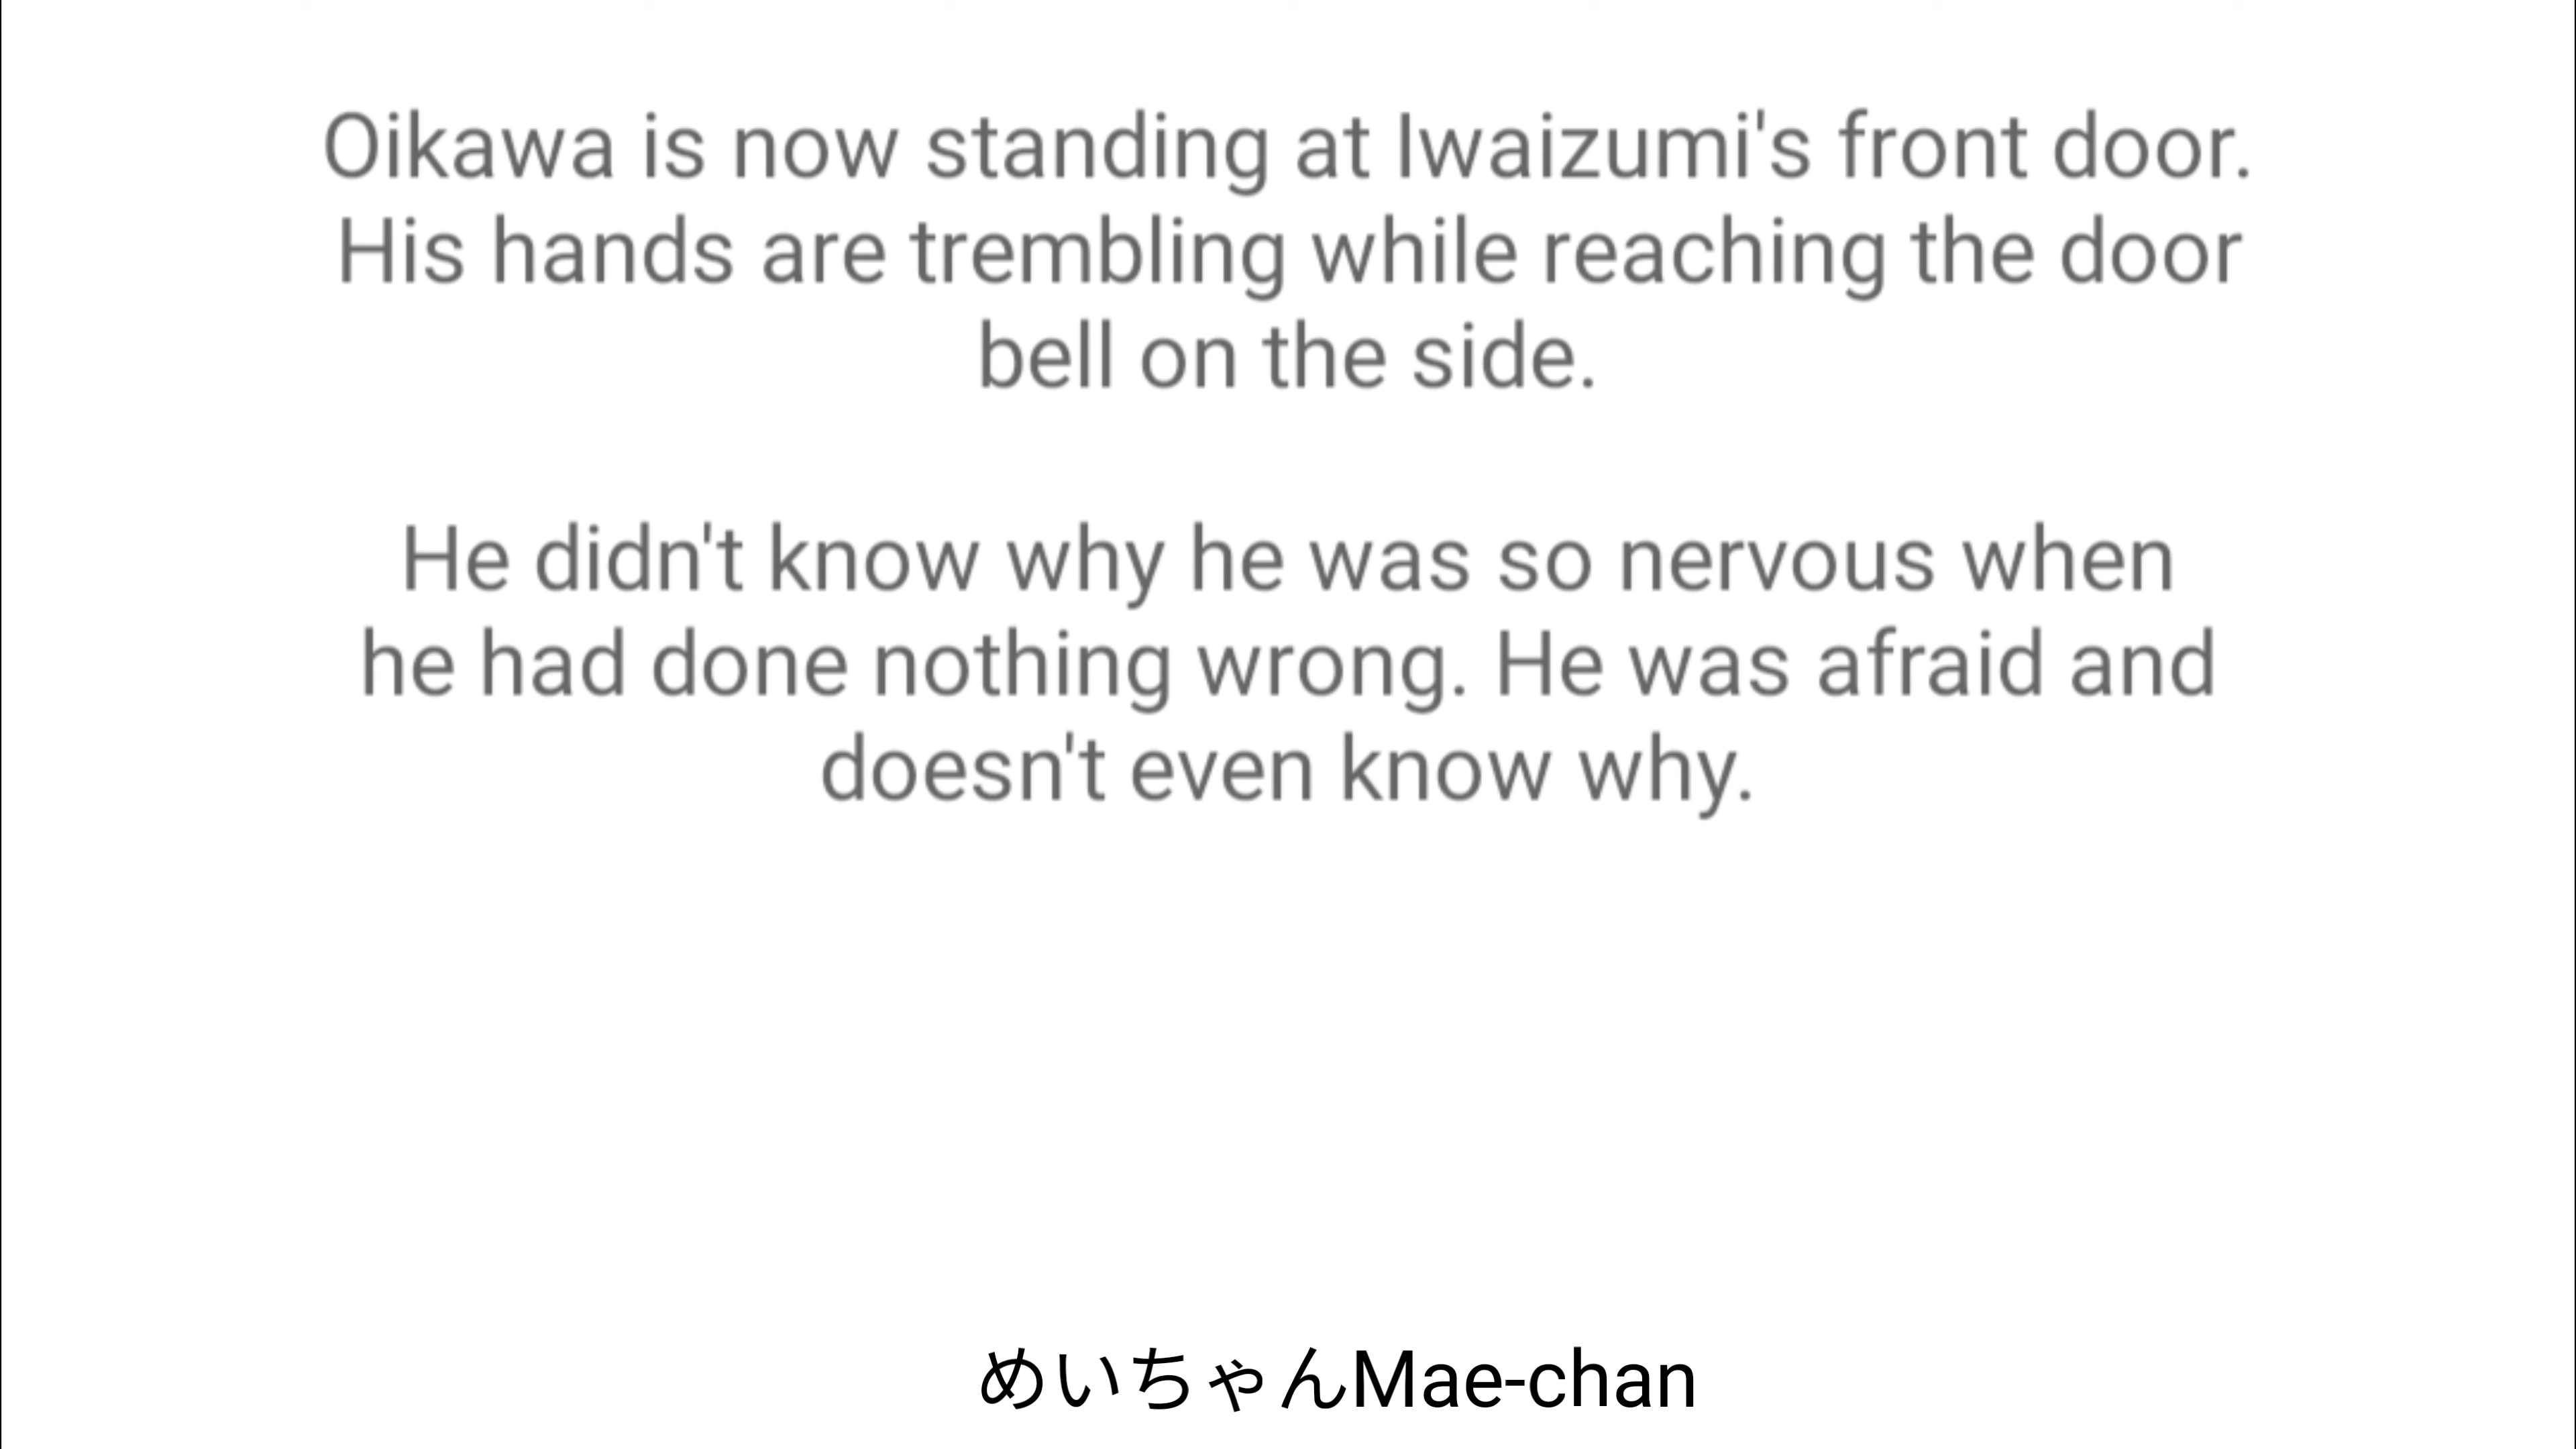 Oikawa is now standing at Iwaizumi's front door.
His hands are trembling while reaching the door
bell on the side.
He didn't know why he was so nervous when
he had done nothing wrong. He was afraid and
doesn't even know why.
めいちゃんMae-chan